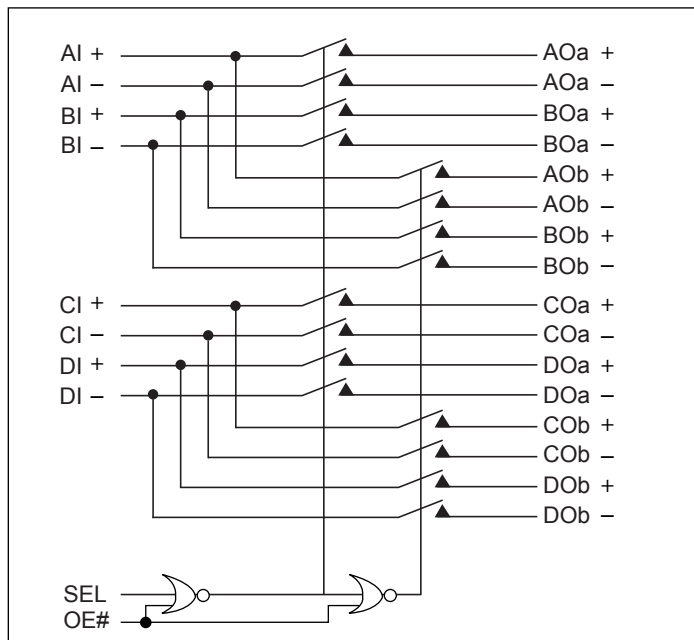 AI + AOa +
AI – AOa –
BI + BOa +
BI – BOa –
AOb +
AOb –
BOb +
BOb –
CI + COa +
CI – COa –
DI + DOa +
DI – DOa –
COb +
COb –
DOb +
DOb –
SEL
OE#